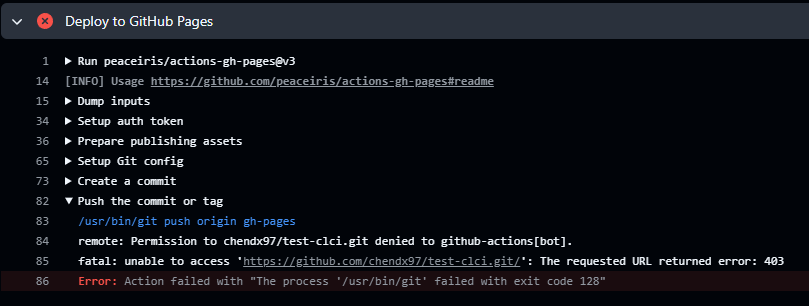 Deploy to GitHub Pages
1 Run peaceiris/actions-gh-pages@v3
14 [INFO] Usage https://github.com/peaceiris/actions-gh-pages#readme
15 Dump inputs
34 Setup auth token
36 Prepare publishing assets
65 Setup Git config
73 Create a commit
82 Push the commit or tag
83 /usr/bin/git push origin gh-pages
84 remote: Permission to chendx97/test-clci.git denied to github-actions[bot].
85 fatal: unable to access 'https://github.com/chendx97/test-clci.git/': The requested URL returned error: 403
86 Error: Action failed with "The process '/usr/bin/git' failed with exit code 128"